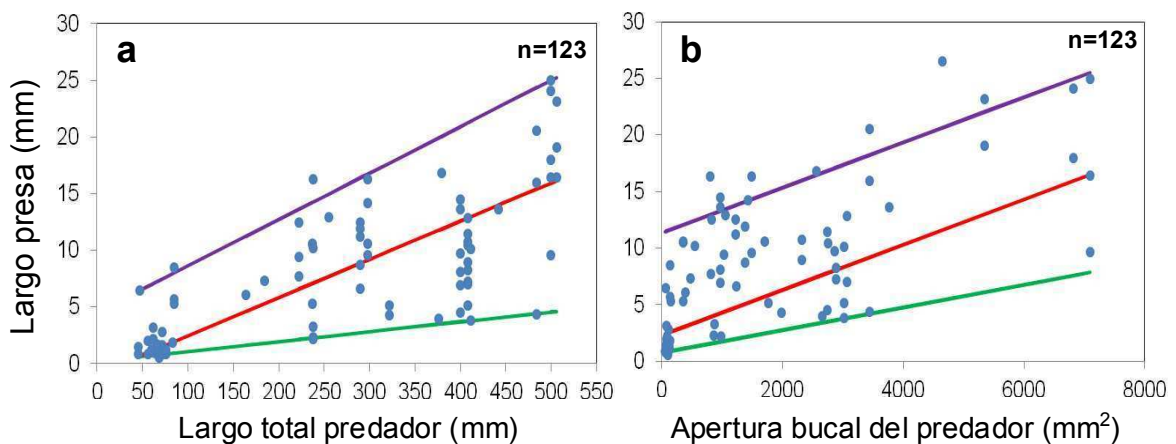 Largo presa (mm)
30
25
20
15
10
5
0
a
n=123
0 50 100 150 200 250 300 350 400 450 500 550
Largo total predador (mm)
30
25
20
15
10
5
0
b
n=123
0 2000 4000 6000 8000
Apertura bucal del predador (mm²)